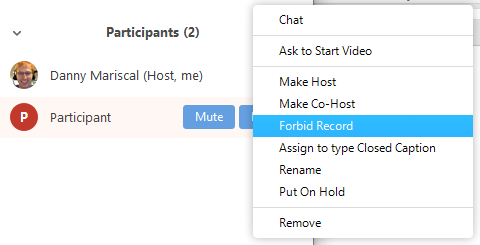 Participants (2)
Danny Mariscal (Host, me)
P
Participant
Mute
Chat
Ask to Start Video
Make Host
Make Co-Host
Forbid Record
Assign to type Closed Caption
Rename
Put On Hold
Remove